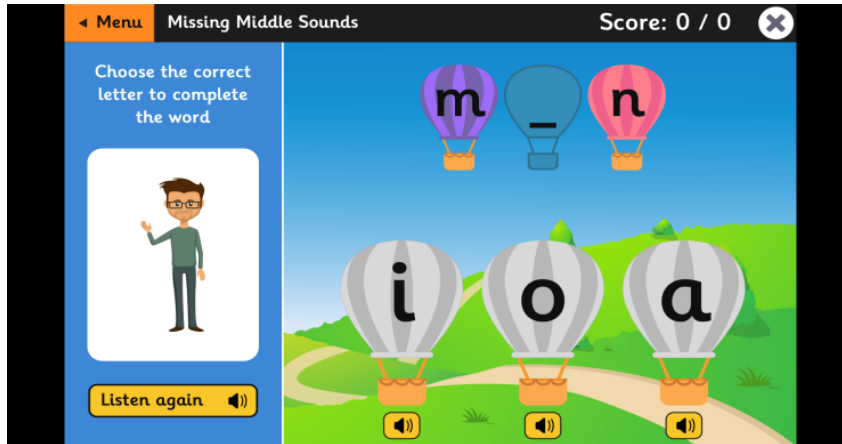 ◄ Menu Missing Middle Sounds Score: 0 / 0
Choose the correct
letter to complete
the word
m _ n
i o a
Listen again